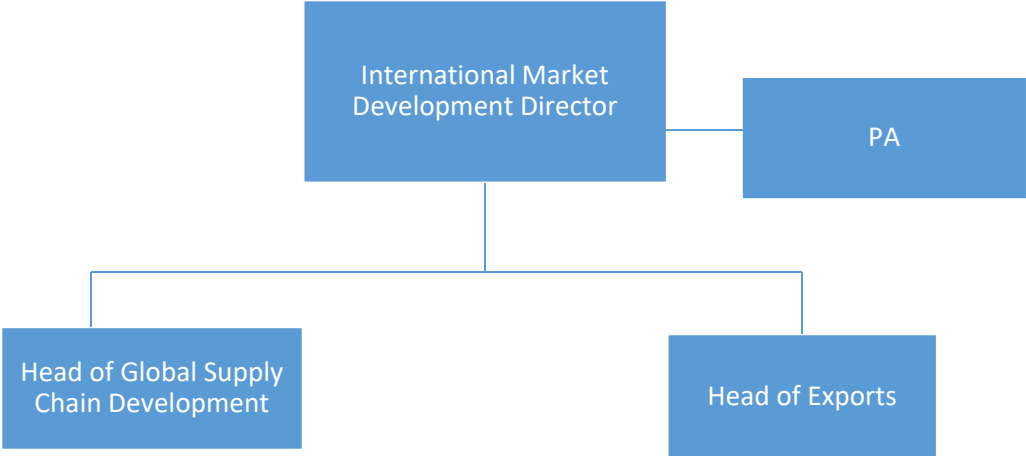 International Market
Development Director
PA
Head of Global Supply
Chain Development
Head of Exports